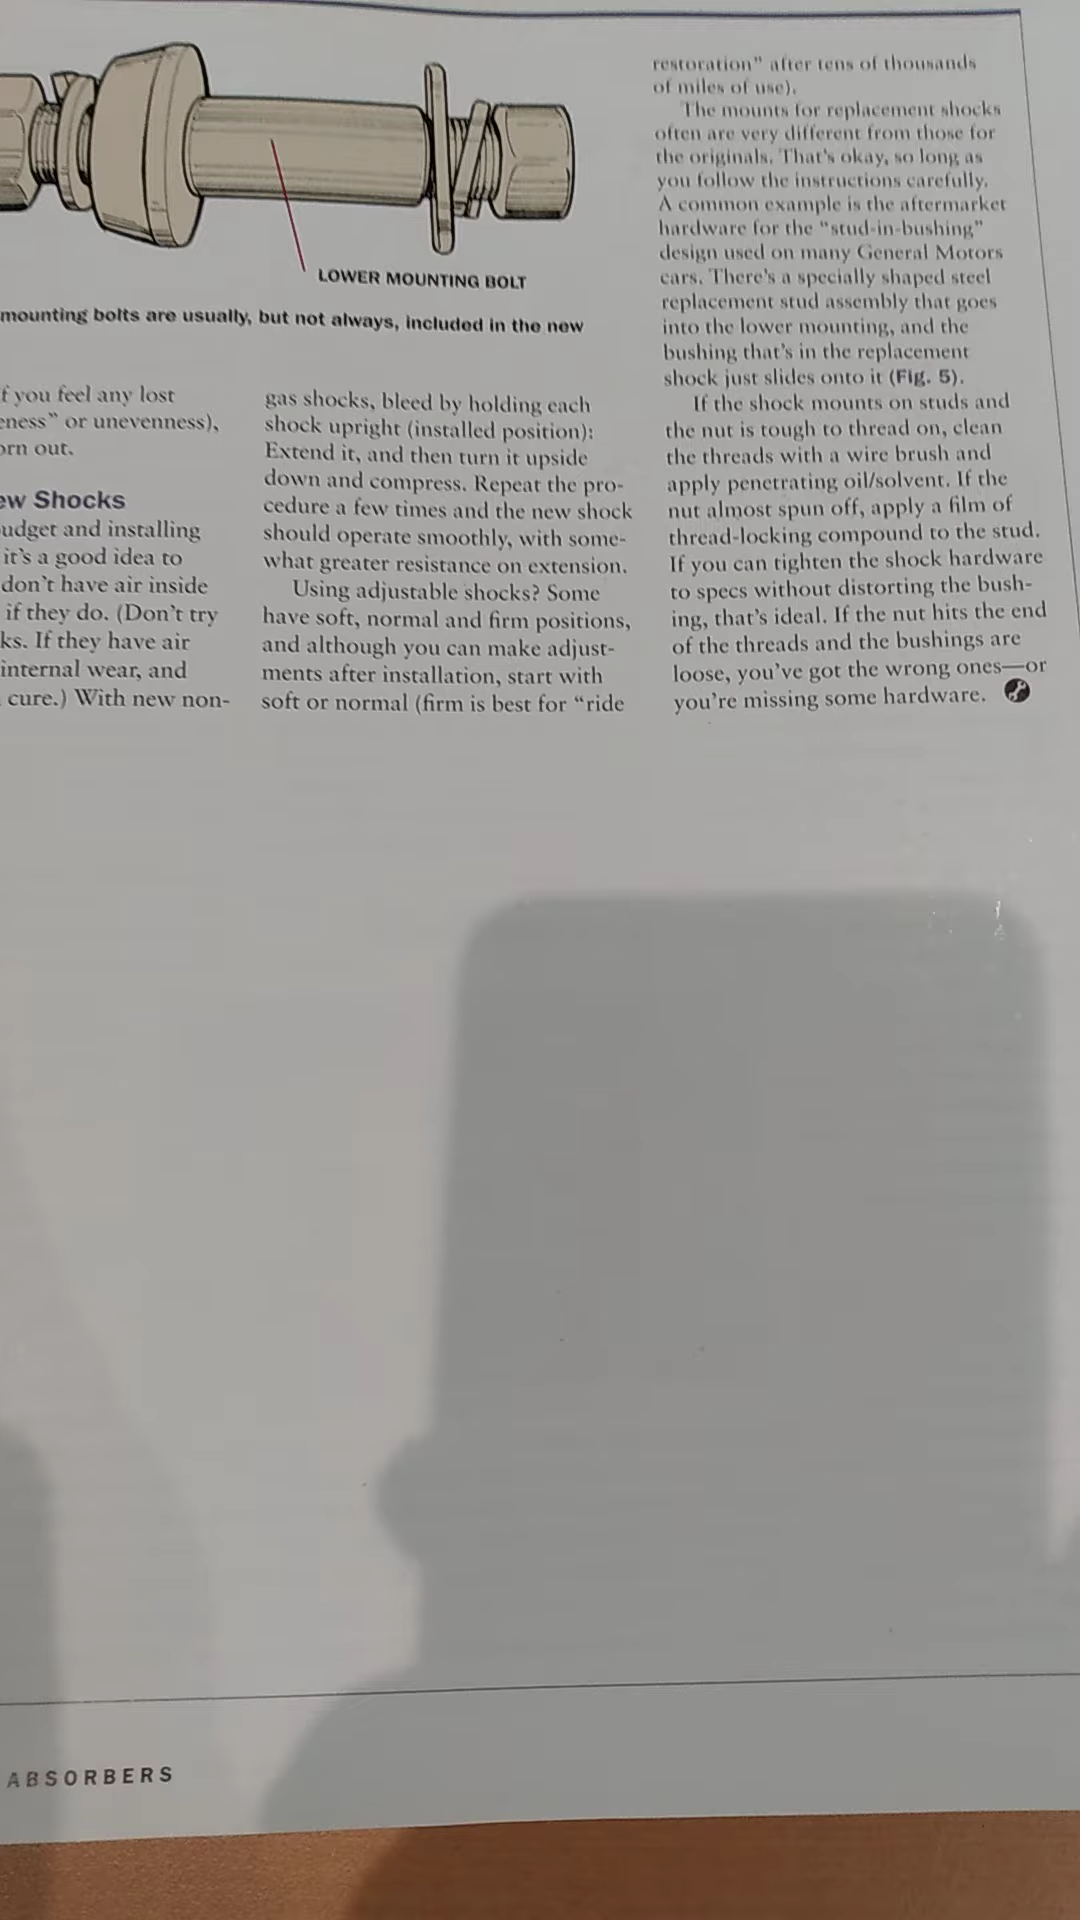 LOWER MOUNTING BOLT
mounting bolts are usually, but not always, included in the new
f you feel any lost
eness” or unevenness),
orn out.
ew Shocks
udget and installing
it’s a good idea to
don’t have air inside
if they do. (Don’t try
ks. If they have air
internal wear, and
cure.) With new non-
gas shocks, bleed by holding each
shock upright (installed position):
Extend it, and then turn it upside
down and compress. Repeat the pro-
cedure a few times and the new shock
should operate smoothly, with some-
what greater resistance on extension.
Using adjustable shocks? Some
have soft, normal and firm positions,
and although you can make adjust-
ments after installation, start with
soft or normal (firm is best for “ride
restoration” after tens of thousands
of miles of use).
The mounts for replacement shocks
often are very different from those for
the originals. That’s okay, so long as
you follow the instructions carefully.
A common example is the aftermarket
hardware for the “stud-in-bushing”
design used on many General Motors
cars. There’s a specially shaped steel
replacement stud assembly that goes
into the lower mounting, and the
bushing that’s in the replacement
shock just slides onto it (Fig. 5).
If the shock mounts on studs and
the nut is tough to thread on, clean
the threads with a wire brush and
apply penetrating oil/solvent. If the
nut almost spun off, apply a film of
thread-locking compound to the stud.
If you can tighten the shock hardware
to specs without distorting the bush-
ing, that’s ideal. If the nut hits the end
of the threads and the bushings are
loose, you’ve got the wrong ones—or
you’re missing some hardware.
ABSORBERS